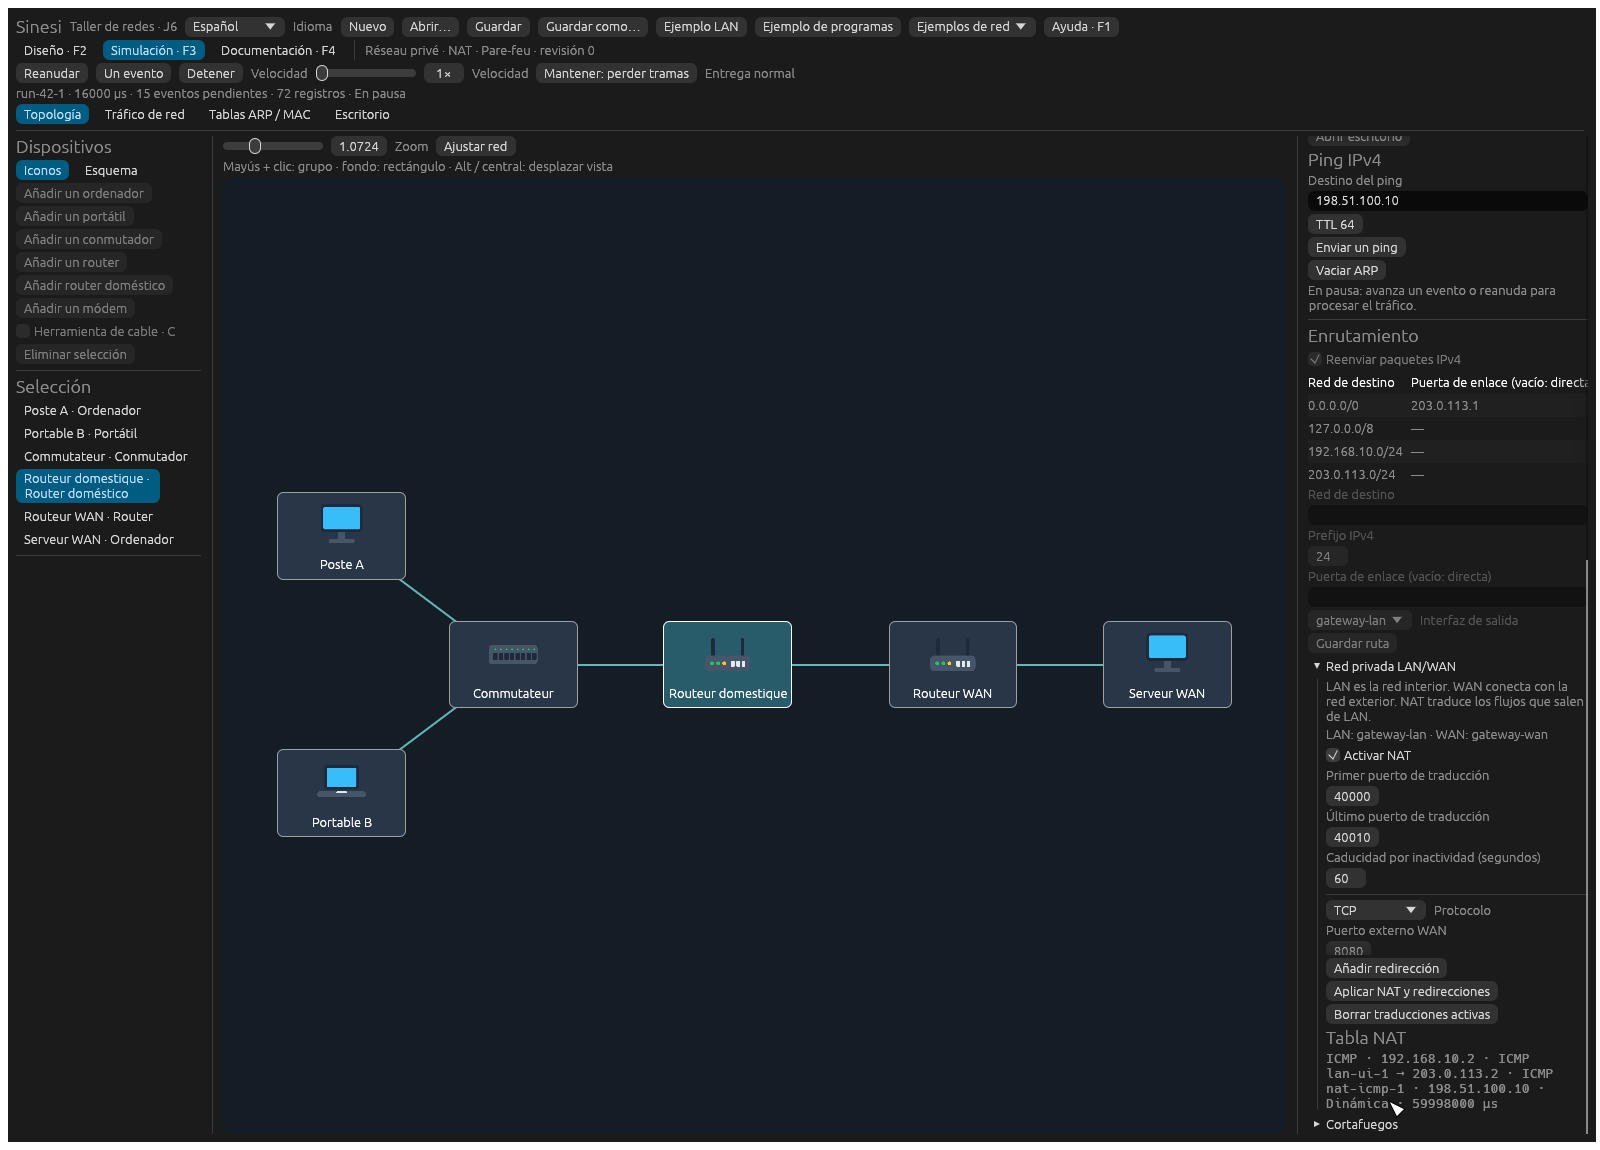 Sinesi Taller de redes · J6 Español Idioma Nuevo Abrir... Guardar Guardar como... Ejemplo LAN Ejemplo de programas Ejemplos de red Ayuda · F1
Diseño · F2 Simulación · F3 Documentación · F4 Réseau privé · NAT · Pare-feu · revisión 0
Reanudar Un evento Detener Velocidad 1× Velocidad Mantener: perder tramas Entrega normal
run-42-1 · 16000 µs · 15 eventos pendientes · 72 registros · En pausa
Topología Tráfico de red Tablas ARP / MAC Escritorio
Dispositivos
Iconos Esquema
Añadir un ordenador
Añadir un portátil
Añadir un conmutador
Añadir un router
Añadir router doméstico
Añadir un módem
Herramienta de cable · C
Eliminar selección
Selección
Poste A · Ordenador
Portable B · Portátil
Commutateur · Conmutador
Routeur domestique ·
Router doméstico
Routeur WAN · Router
Serveur WAN · Ordenador
1.0724 Zoom Ajustar red
Mayús + clic: grupo · fondo: rectángulo · Alt / central: desplazar vista
Poste A
Commutateur
Routeur domestique
Routeur WAN
Serveur WAN
Portable B
Abrir escritorio
Ping IPv4
Destino del ping
198.51.100.10
TTL 64
Enviar un ping
Vaciar ARP
En pausa: avanza un evento o reanuda para
procesar el tráfico.
Enrutamiento
Reenviar paquetes IPv4
Red de destino Puerta de enlace (vacío: directa
0.0.0.0/0 203.0.113.1
127.0.0.0/8 —
192.168.10.0/24 —
203.0.113.0/24 —
Red de destino
Prefijo IPv4
24
Puerta de enlace (vacío: directa)
gateway-lan Interfaz de salida
Guardar ruta
Red privada LAN/WAN
LAN es la red interior. WAN conecta con la
red exterior. NAT traduce los flujos que salen
de LAN.
LAN: gateway-lan · WAN: gateway-wan
Activar NAT
Primer puerto de traducción
40000
Último puerto de traducción
40010
Caducidad por inactividad (segundos)
60
TCP Protocolo
Puerto externo WAN
8080
Añadir redirección
Aplicar NAT y redirecciones
Borrar traducciones activas
Tabla NAT
ICMP · 192.168.10.2 · ICMP
lan-ui-1 → 203.0.113.2 · ICMP
nat-icmp-1 · 198.51.100.10 ·
Dinámica · 59998000 µs
Cortafuegos